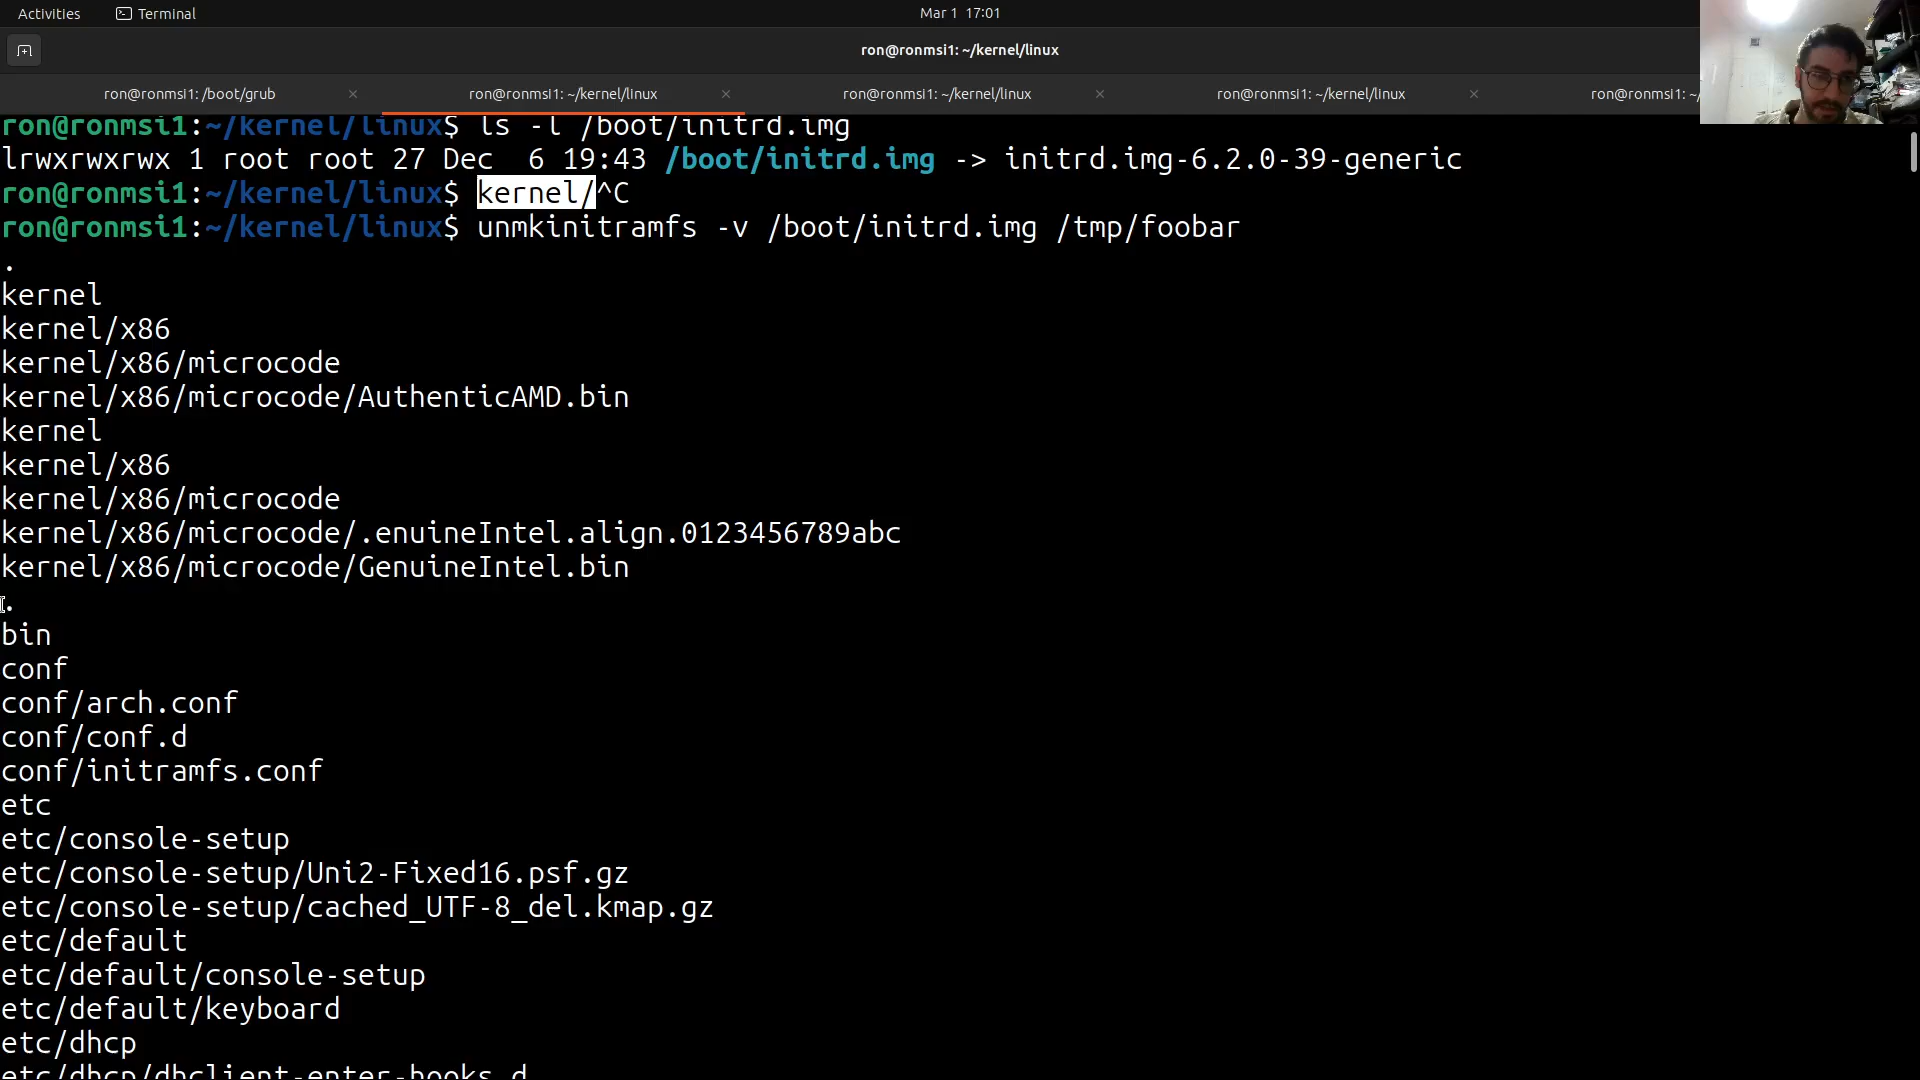 Activities
Terminal
Mar 1 17:01
ron@ronmsi1: ~/kernel/linux
ron@ronmsi1: /boot/grub
ron@ronmsi1: ~/kernel/linux
ron@ronmsi1: ~/kernel/linux
ron@ronmsi1: ~/kernel/linux
ron@ronmsi1: ~/
ron@ronmsi1:~/kernel/linux$ ls -l /boot/initrd.img
lrwxrwxrwx 1 root root 27 Dec  6 19:43 /boot/initrd.img -> initrd.img-6.2.0-39-generic
ron@ronmsi1:~/kernel/linux$ kernel/^C
ron@ronmsi1:~/kernel/linux$ unmkinitramfs -v /boot/initrd.img /tmp/foobar
.
kernel
kernel/x86
kernel/x86/microcode
kernel/x86/microcode/AuthenticAMD.bin
kernel
kernel/x86
kernel/x86/microcode
kernel/x86/microcode/.enuineIntel.align.0123456789abc
kernel/x86/microcode/GenuineIntel.bin
.
bin
conf
conf/arch.conf
conf/conf.d
conf/initramfs.conf
etc
etc/console-setup
etc/console-setup/Uni2-Fixed16.psf.gz
etc/console-setup/cached_UTF-8_del.kmap.gz
etc/default
etc/default/console-setup
etc/default/keyboard
etc/dhcp
etc/dhcp/dhclient-enter-hooks.d